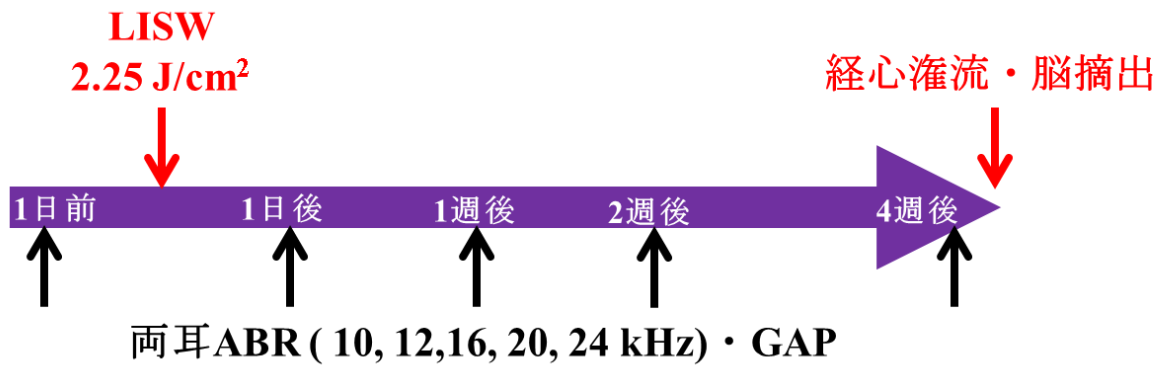 LISW
2.25 J/cm²
経心潅流・脳摘出
1日前
1日後
1週後
2週後
4週後
両耳ABR ( 10, 12,16, 20, 24 kHz)・GAP